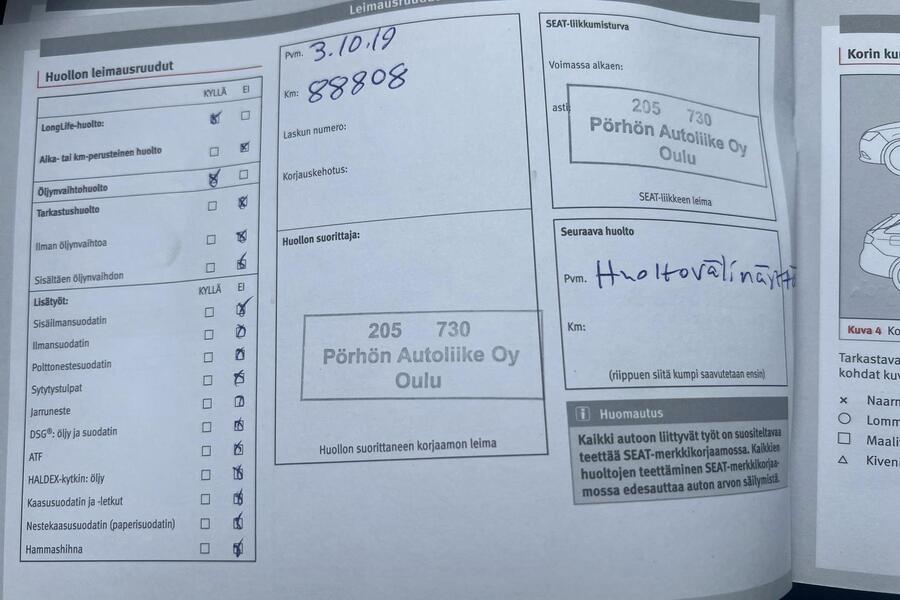 Leimausruudut
Huollon leimausruudut
KYLLÄ EI
LongLife-huolto:
Aika- tai km-perusteinen huolto
Öljynvaihtohuolto
Tarkastushuolto
Ilman öljynvaihtoa
Sisältäen öljynvaihdon
Lisätyöt: KYLLÄ EI
Sisäilmansuodatin
Ilmansuodatin
Polttonestesuodatin
Sytytystulpat
Jarruneste
DSG®: öljy ja suodatin
ATF
HALDEX-kytkin: öljy
Kaasusuodatin ja -letkut
Nestekaasusuodatin (paperisuodatin)
Hammashihna
Pvm. 3.10.19
Km: 88808
Laskun numero:
Korjauskehotus:
Huollon suorittaja:
205 730
Pörhön Autoliike Oy
Oulu
Huollon suorittaneen korjaamon leima
SEAT-liikkumisturva
Voimassa alkaen:
asti:
205 730
Pörhön Autoliike Oy
Oulu
SEAT-liikkeen leima
Seuraava huolto
Pvm. Huoltovälinäyttö
Km:
(riippuen siitä kumpi saavutetaan ensin)
i Huomautus
Kaikki autoon liittyvät työt on suositeltavaa
teettää SEAT-merkkikorjaamossa. Kaikkien
huoltojen teettäminen SEAT-merkkikorjaa-
mossa edesauttaa auton arvon säilymistä.
Korin
Kuva 4
Tarkastava
kohdat
× Naarm
Lomm
Maali
Kiveni